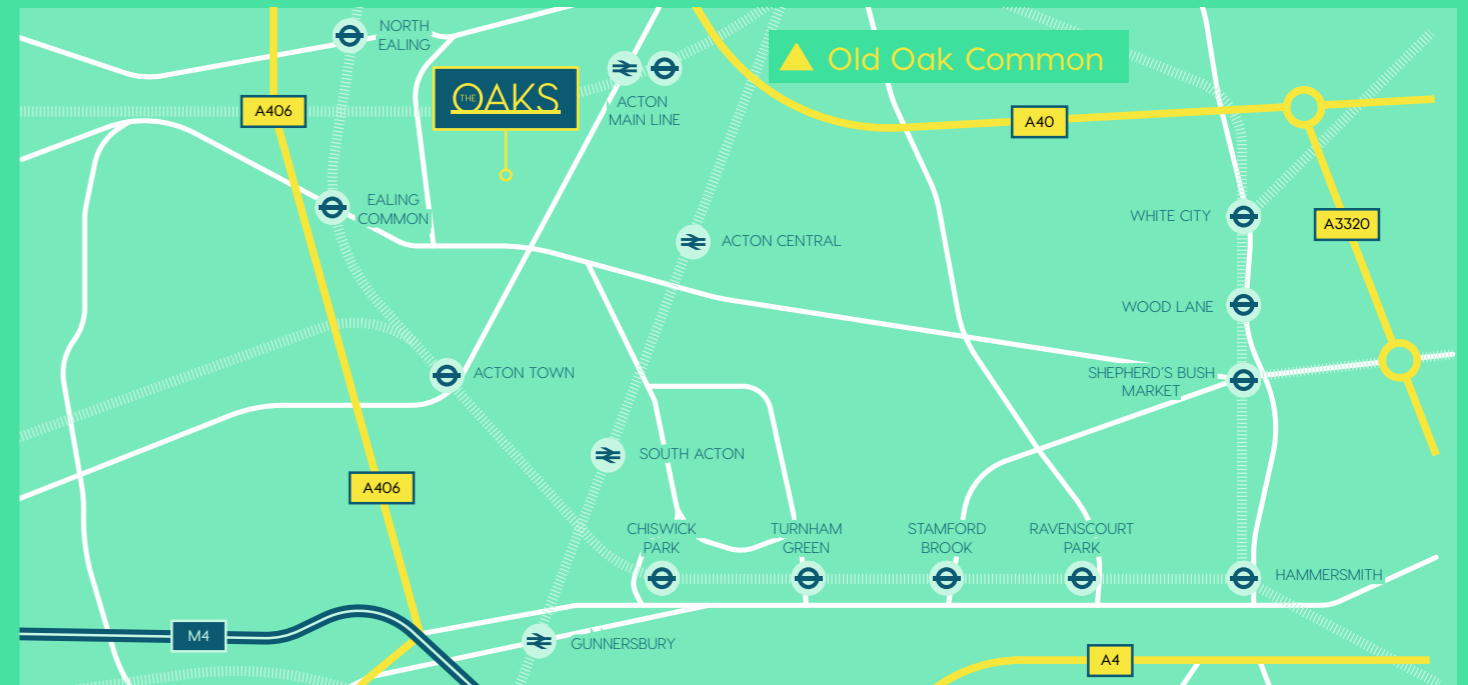 NORTH
EALING
THE OAKS
ACTON
MAIN LINE
Old Oak Common
A406
A40
EALING
COMMON
WHITE CITY
A3320
ACTON CENTRAL
WOOD LANE
ACTON TOWN
SHEPHERD'S BUSH
MARKET
SOUTH ACTON
A406
CHISWICK
PARK
TURNHAM
GREEN
STAMFORD
BROOK
RAVENSCOURT
PARK
HAMMERSMITH
M4
GUNNERSBURY
A4